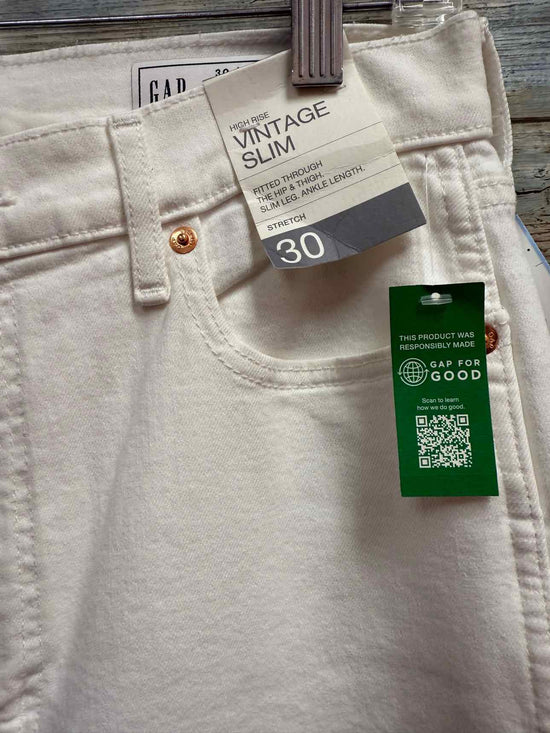 GAP
HIGH RISE
VINTAGE
SLIM
FITTED THROUGH
THE HIP & THIGH.
SLIM LEG. ANKLE LENGTH.
STRETCH
30
THIS PRODUCT WAS
RESPONSIBLY MADE
GAP FOR
GOOD
Scan to learn
how we do good.